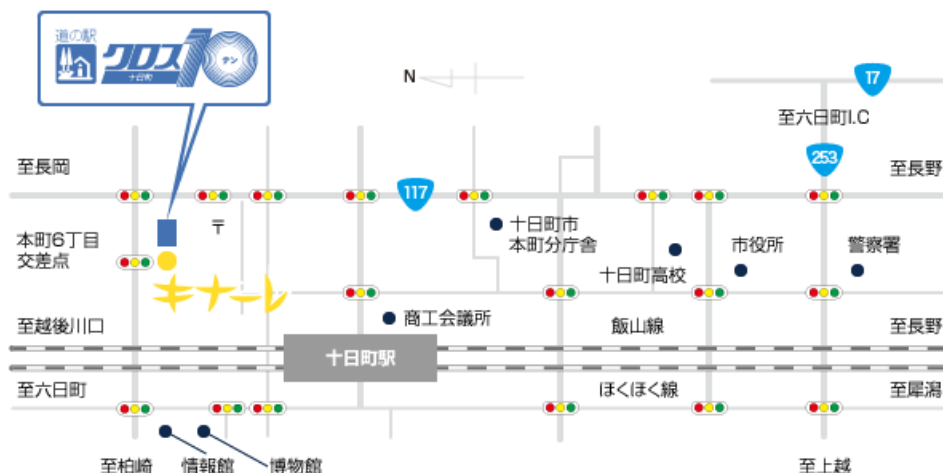 道の駅
クロス10
テン
十日町
N
17
至六日町I.C
253
至長岡
117
至長野
本町6丁目
交差点
〒
十日町市
本町分庁舎
十日町高校
市役所
警察署
キナーレ
商工会議所
至越後川口
飯山線
至長野
十日町駅
至六日町
ほくほく線
至犀潟
至柏崎
情報館
博物館
至上越